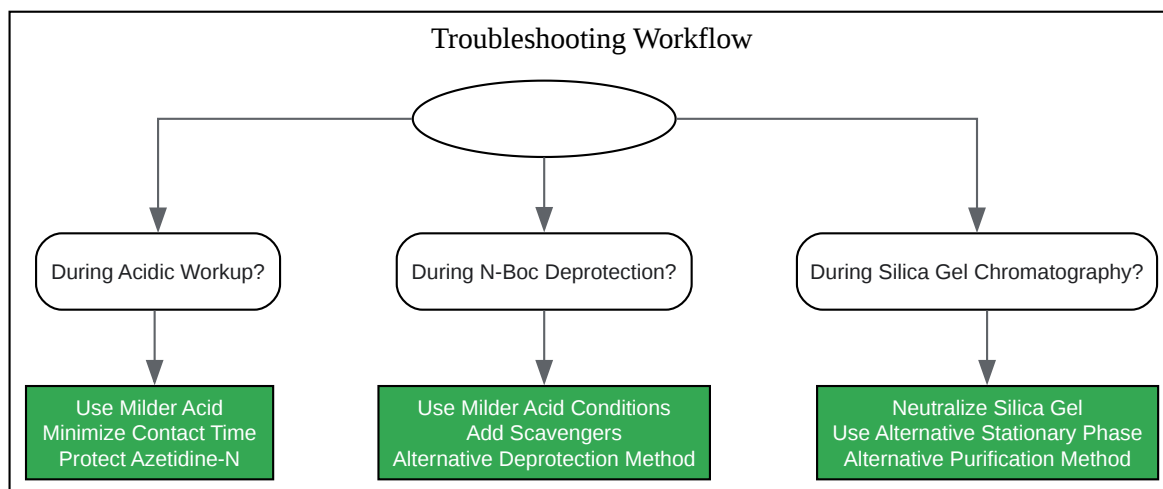 Troubleshooting Workflow
During Acidic Workup?
During N-Boc Deprotection?
During Silica Gel Chromatography?
Use Milder Acid
Minimize Contact Time
Protect Azetidine-N
Use Milder Acid Conditions
Add Scavengers
Alternative Deprotection Method
Neutralize Silica Gel
Use Alternative Stationary Phase
Alternative Purification Method